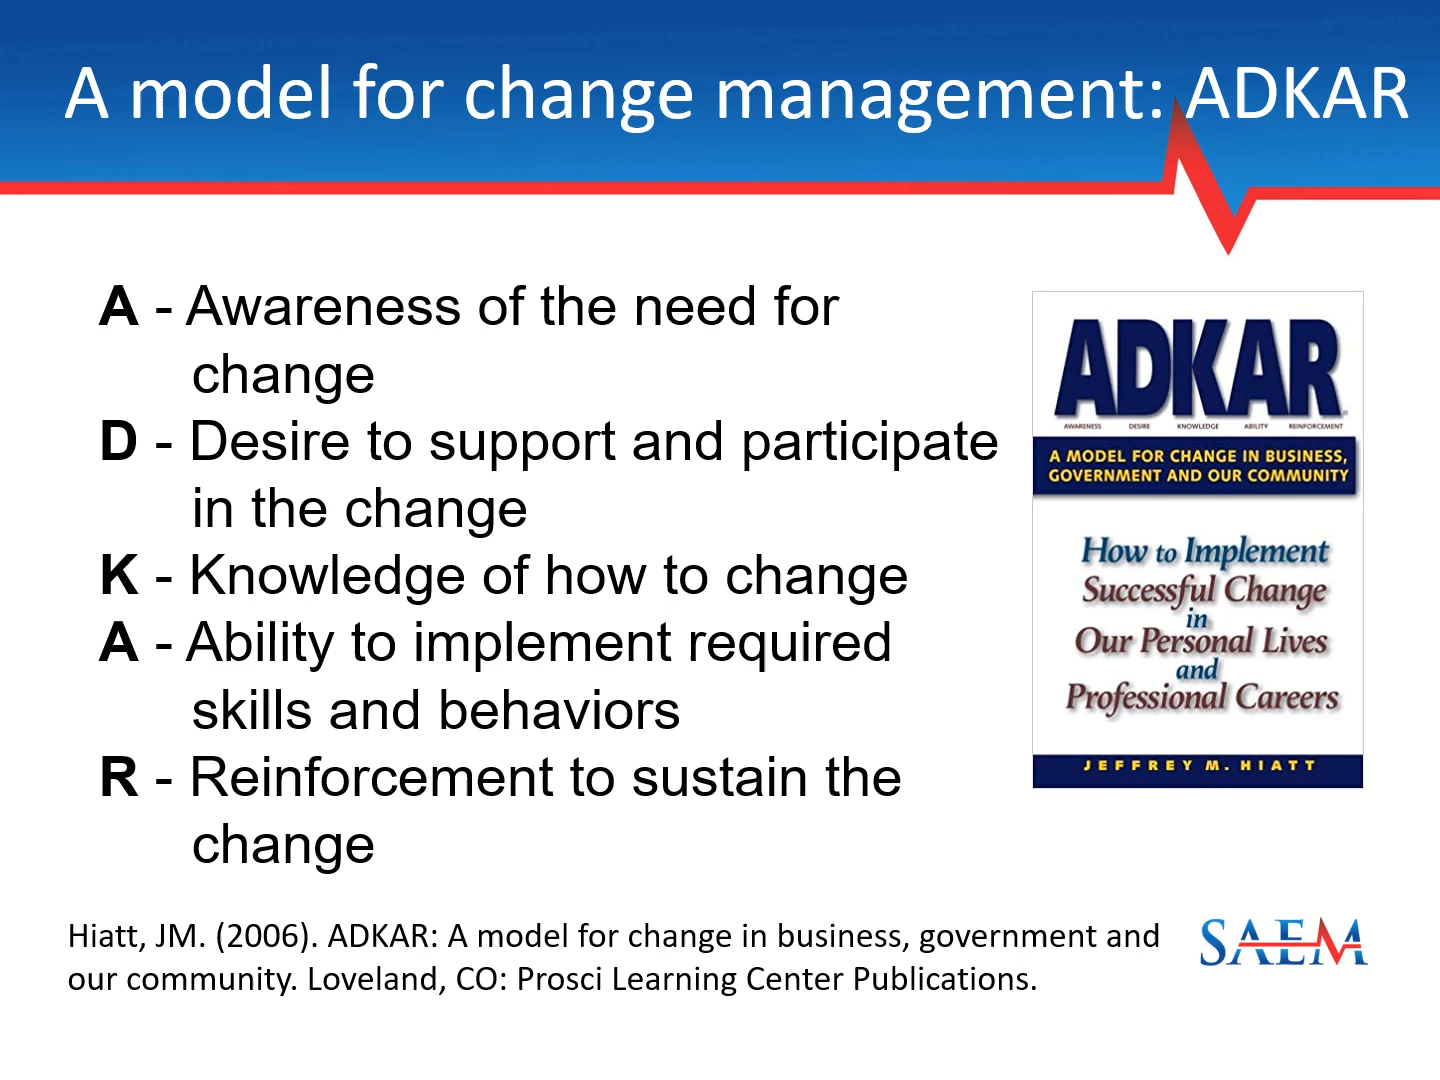 A model for change management: ADKAR
A - Awareness of the need for
change
D - Desire to support and participate
in the change
K - Knowledge of how to change
A - Ability to implement required
skills and behaviors
R - Reinforcement to sustain the
change
ADKAR®
AWARENESS DESIRE KNOWLEDGE ABILITY REINFORCEMENT
A MODEL FOR CHANGE IN BUSINESS,
GOVERNMENT AND OUR COMMUNITY
How to Implement
Successful Change
in
Our Personal Lives
and
Professional Careers
JEFFREY M. HIATT
Hiatt, JM. (2006). ADKAR: A model for change in business, government and
our community. Loveland, CO: Prosci Learning Center Publications.
SAEM